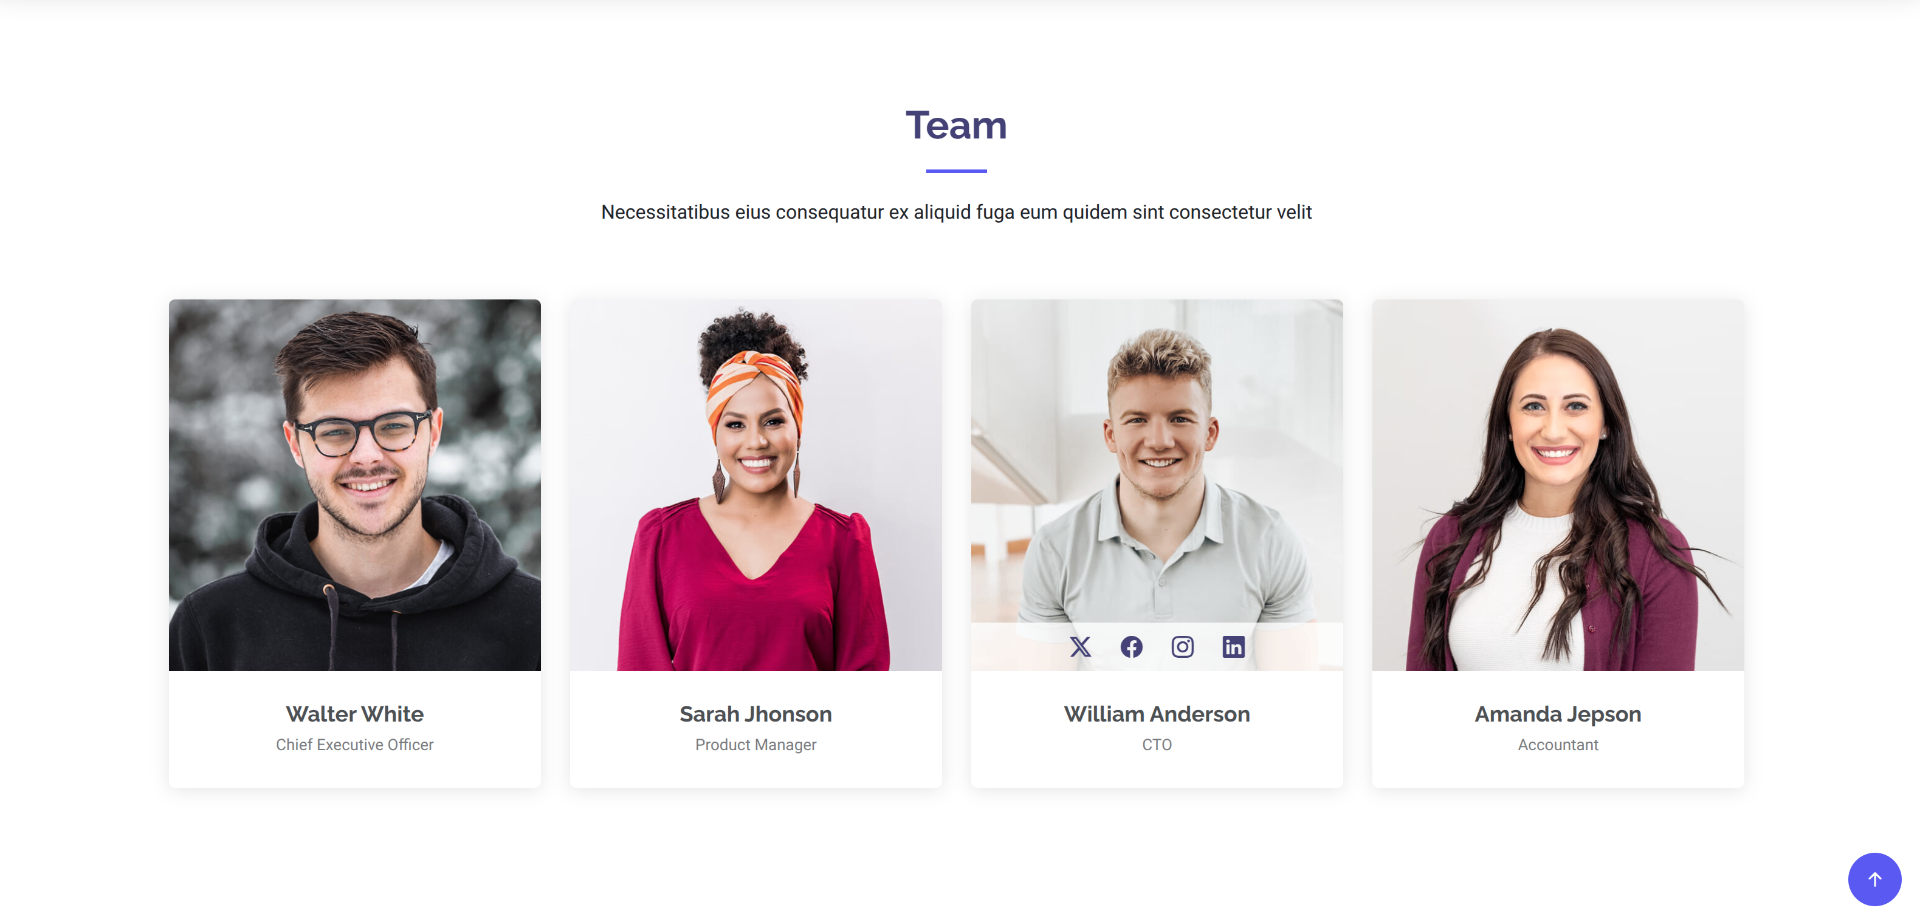 Team
Necessitatibus eius consequatur ex aliquid fuga eum quidem sint consectetur velit
Walter White
Chief Executive Officer
Sarah Jhonson
Product Manager
William Anderson
CTO
Amanda Jepson
Accountant